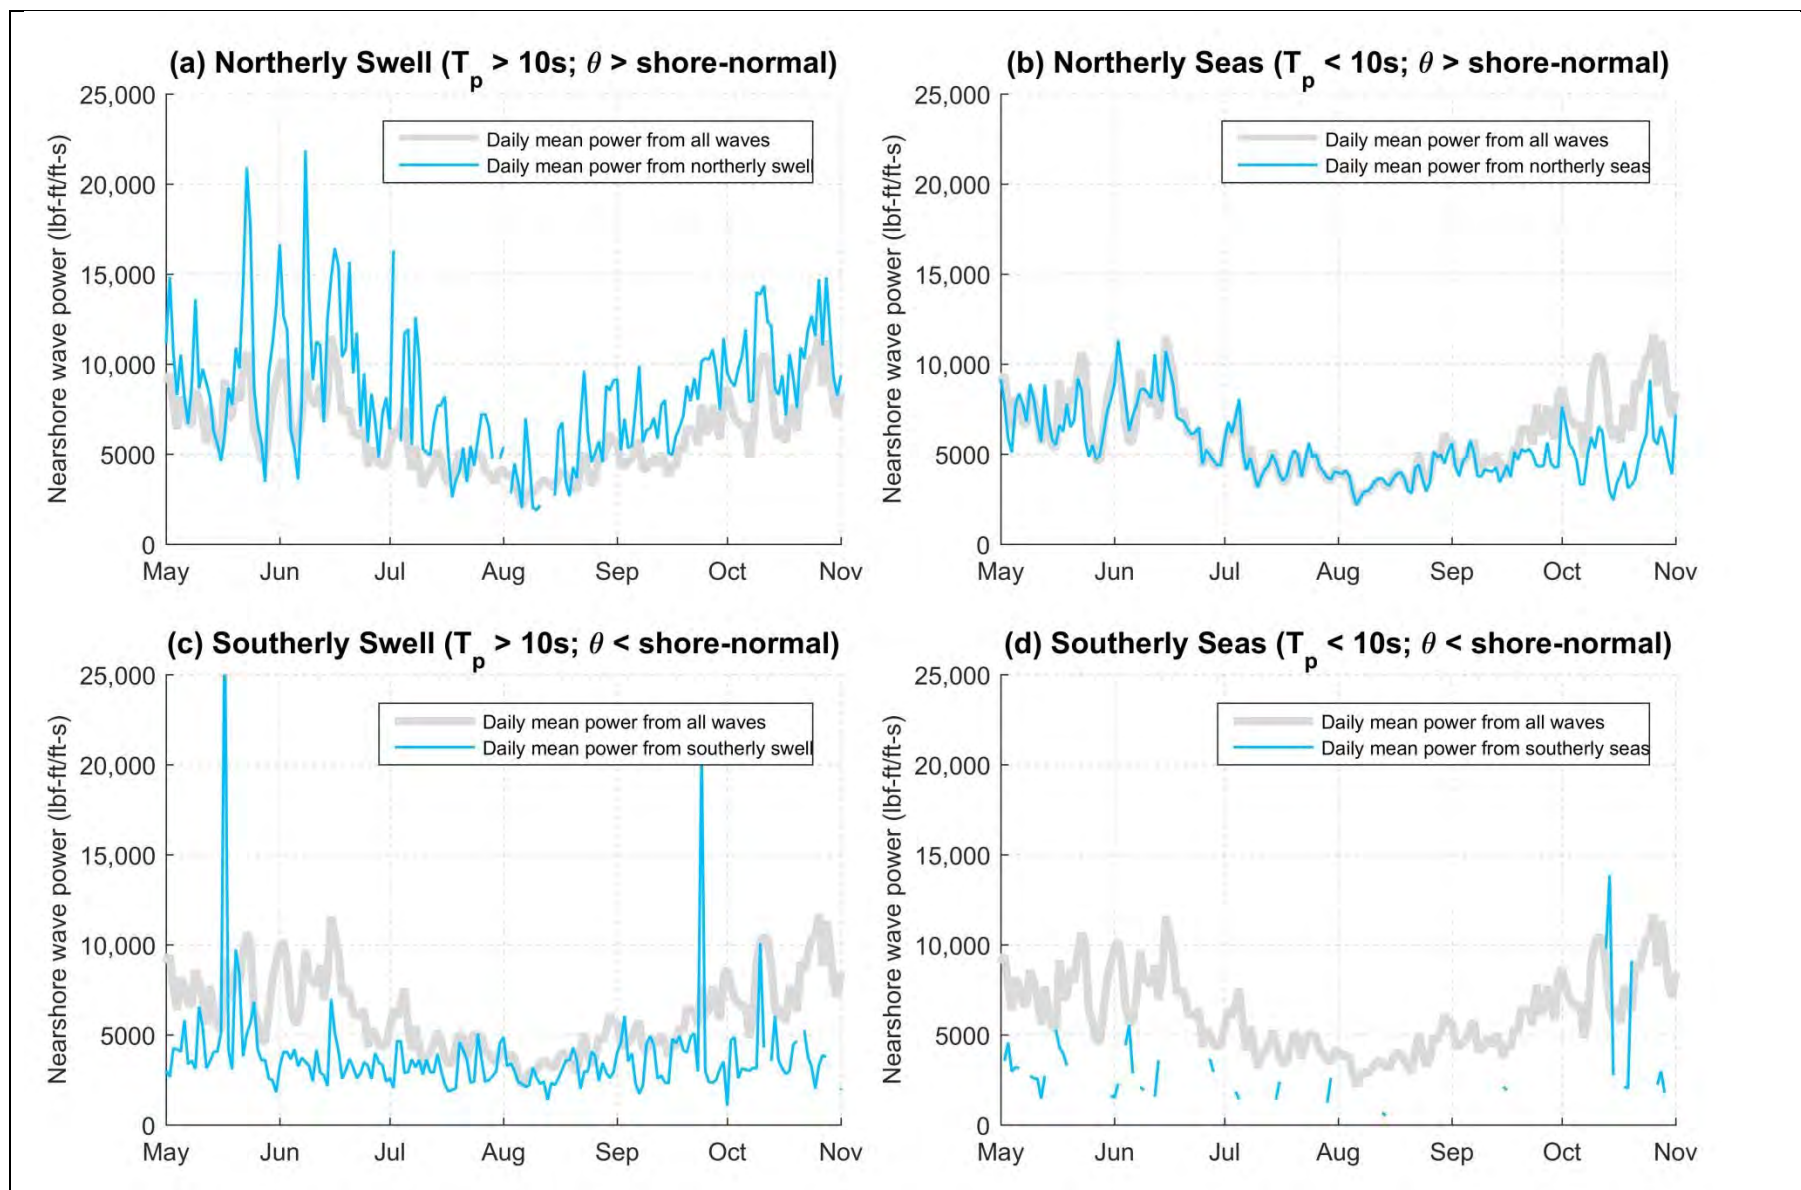 (a) Northerly Swell (Tp > 10s; θ > shore-normal)
25,000
20,000
15,000
10,000
5000
0
Nearshore wave power (lbf-ft/ft-s)
Daily mean power from all waves
Daily mean power from northerly swell
May Jun Jul Aug Sep Oct Nov
(b) Northerly Seas (Tp < 10s; θ > shore-normal)
25,000
20,000
15,000
10,000
5000
0
Nearshore wave power (lbf-ft/ft-s)
Daily mean power from all waves
Daily mean power from northerly seas
May Jun Jul Aug Sep Oct Nov
(c) Southerly Swell (Tp > 10s; θ < shore-normal)
25,000
20,000
15,000
10,000
5000
0
Nearshore wave power (lbf-ft/ft-s)
Daily mean power from all waves
Daily mean power from southerly swell
May Jun Jul Aug Sep Oct Nov
(d) Southerly Seas (Tp < 10s; θ < shore-normal)
25,000
20,000
15,000
10,000
5000
0
Nearshore wave power (lbf-ft/ft-s)
Daily mean power from all waves
Daily mean power from southerly seas
May Jun Jul Aug Sep Oct Nov